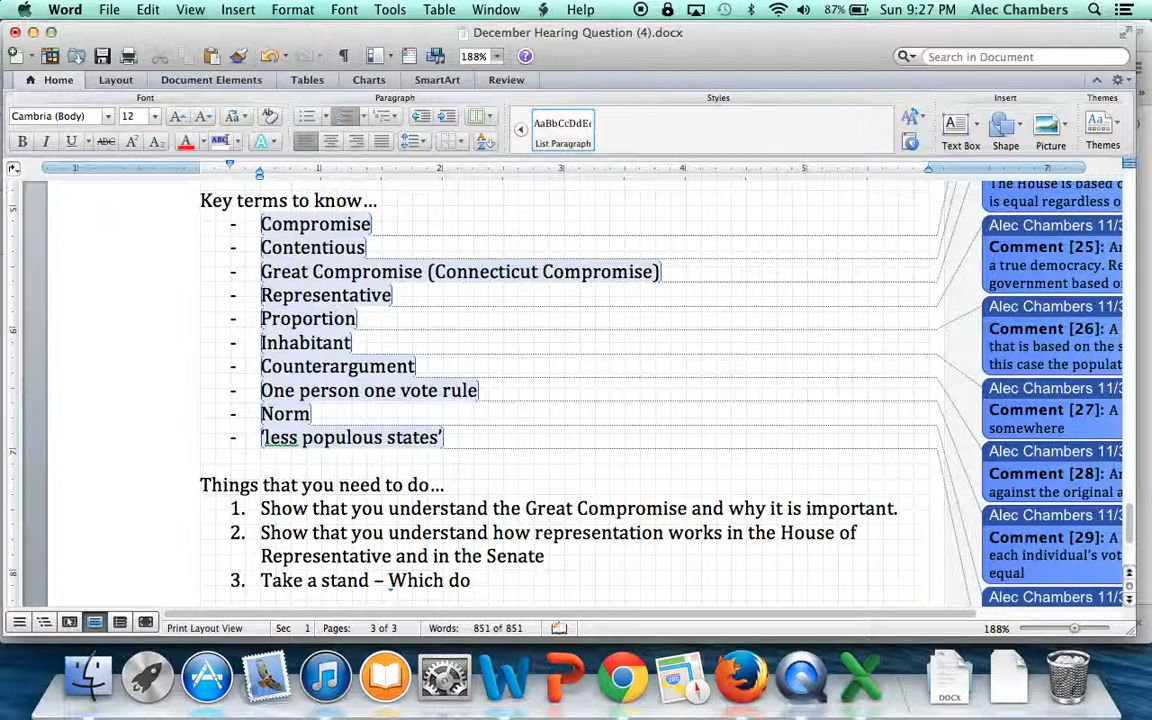 Word File Edit View Insert Format Font Tools Table Window Help 87% Sun 9:27 PM Alec Chambers
December Hearing Question (4).docx
188% Search in Document
Home Layout Document Elements Tables Charts SmartArt Review
Font Paragraph Styles Insert Themes
Cambria (Body) 12 AaBbCcDdEe List Paragraph Text Box Shape Picture Themes
Key terms to know…
- Compromise
- Contentious
- Great Compromise (Connecticut Compromise)
- Representative
- Proportion
- Inhabitant
- Counterargument
- One person one vote rule
- Norm
- ‘less populous states’
Things that you need to do…
1. Show that you understand the Great Compromise and why it is important.
2. Show that you understand how representation works in the House of
Representative and in the Senate
3. Take a stand – Which do
The House is based o
is equal regardless o
Alec Chambers 11/3
Comment [25]: Ar
a true democracy. Re
government based o
Alec Chambers 11/3
Comment [26]: A
that is based on the s
this case the populat
Alec Chambers 11/3
Comment [27]: A
somewhere
Alec Chambers 11/3
Comment [28]: Ar
against the original a
Alec Chambers 11/3
Comment [29]: A
each individual's vot
equal
Alec Chambers 11/3
Print Layout View Sec 1 Pages: 3 of 3 Words: 851 of 851 188%
DOCX